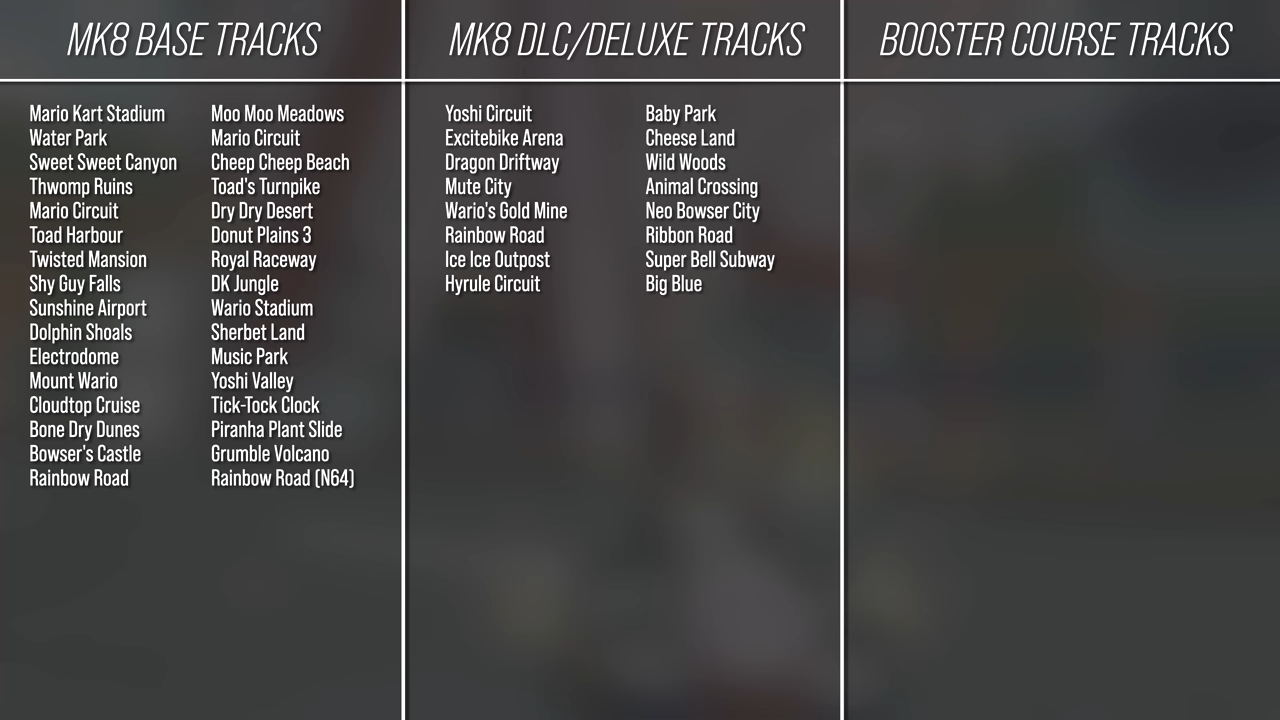 MK8 BASE TRACKS
Mario Kart Stadium
Water Park
Sweet Sweet Canyon
Thwomp Ruins
Mario Circuit
Toad Harbour
Twisted Mansion
Shy Guy Falls
Sunshine Airport
Dolphin Shoals
Electrodome
Mount Wario
Cloudtop Cruise
Bone Dry Dunes
Bowser's Castle
Rainbow Road
Moo Moo Meadows
Mario Circuit
Cheep Cheep Beach
Toad's Turnpike
Dry Dry Desert
Donut Plains 3
Royal Raceway
DK Jungle
Wario Stadium
Sherbet Land
Music Park
Yoshi Valley
Tick-Tock Clock
Piranha Plant Slide
Grumble Volcano
Rainbow Road (N64)
MK8 DLC/DELUXE TRACKS
Yoshi Circuit
Excitebike Arena
Dragon Driftway
Mute City
Wario's Gold Mine
Rainbow Road
Ice Ice Outpost
Hyrule Circuit
Baby Park
Cheese Land
Wild Woods
Animal Crossing
Neo Bowser City
Ribbon Road
Super Bell Subway
Big Blue
BOOSTER COURSE TRACKS